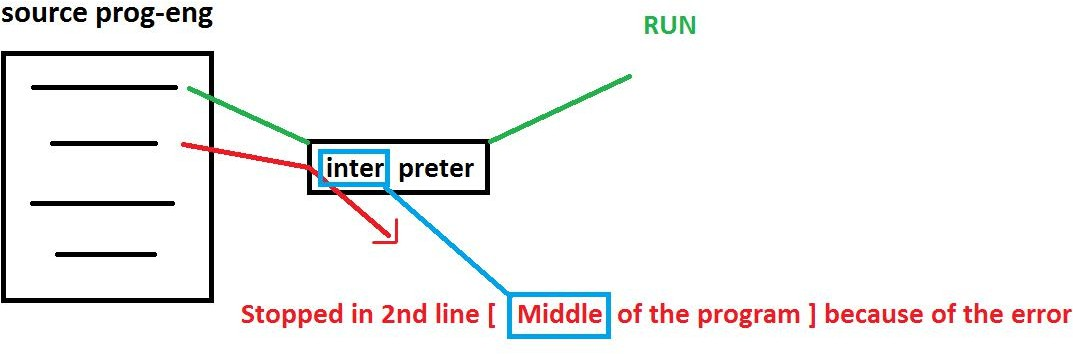 source prog-eng
RUN
inter preter
Stopped in 2nd line [ Middle of the program ] because of the error